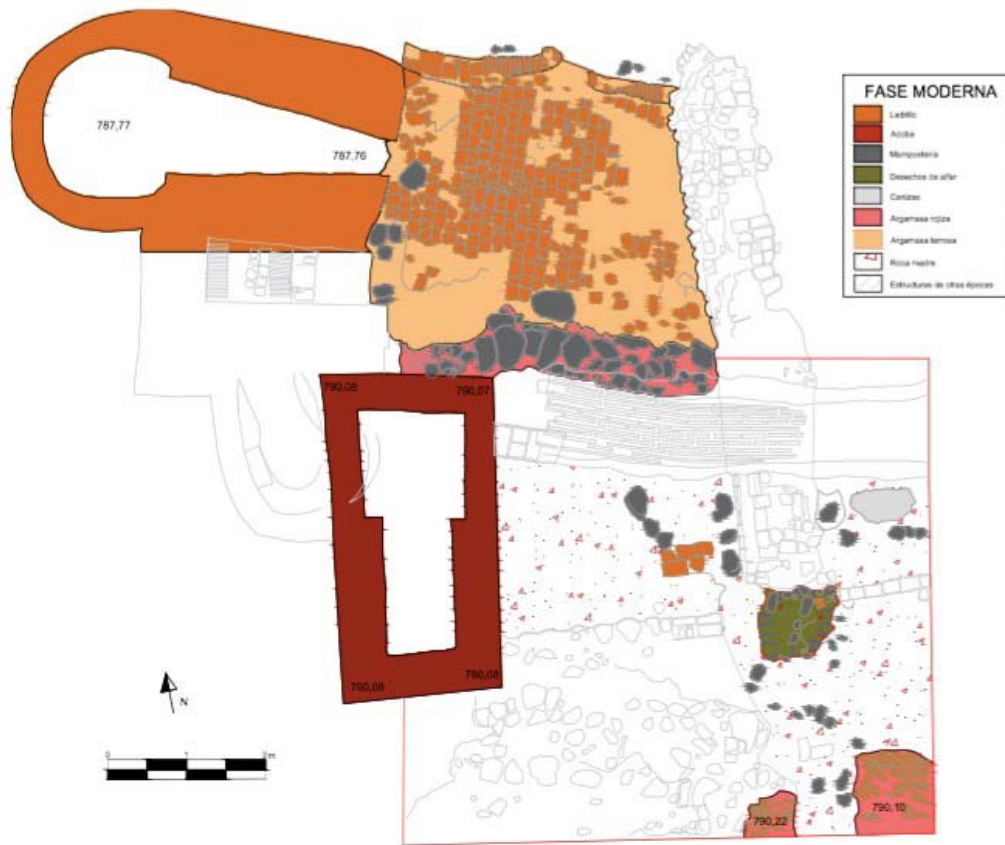 787,77
787,76
FASE MODERNA
Ladrillo
Adobe
Mampostería
Desechos de alfar
Cenizas
Argamasa rojiza
Argamasa terrosa
Roca madre
Estructuras de otras épocas
790,08
790,07
790,08
790,08
N
0 1 2 m
790,22
790,10